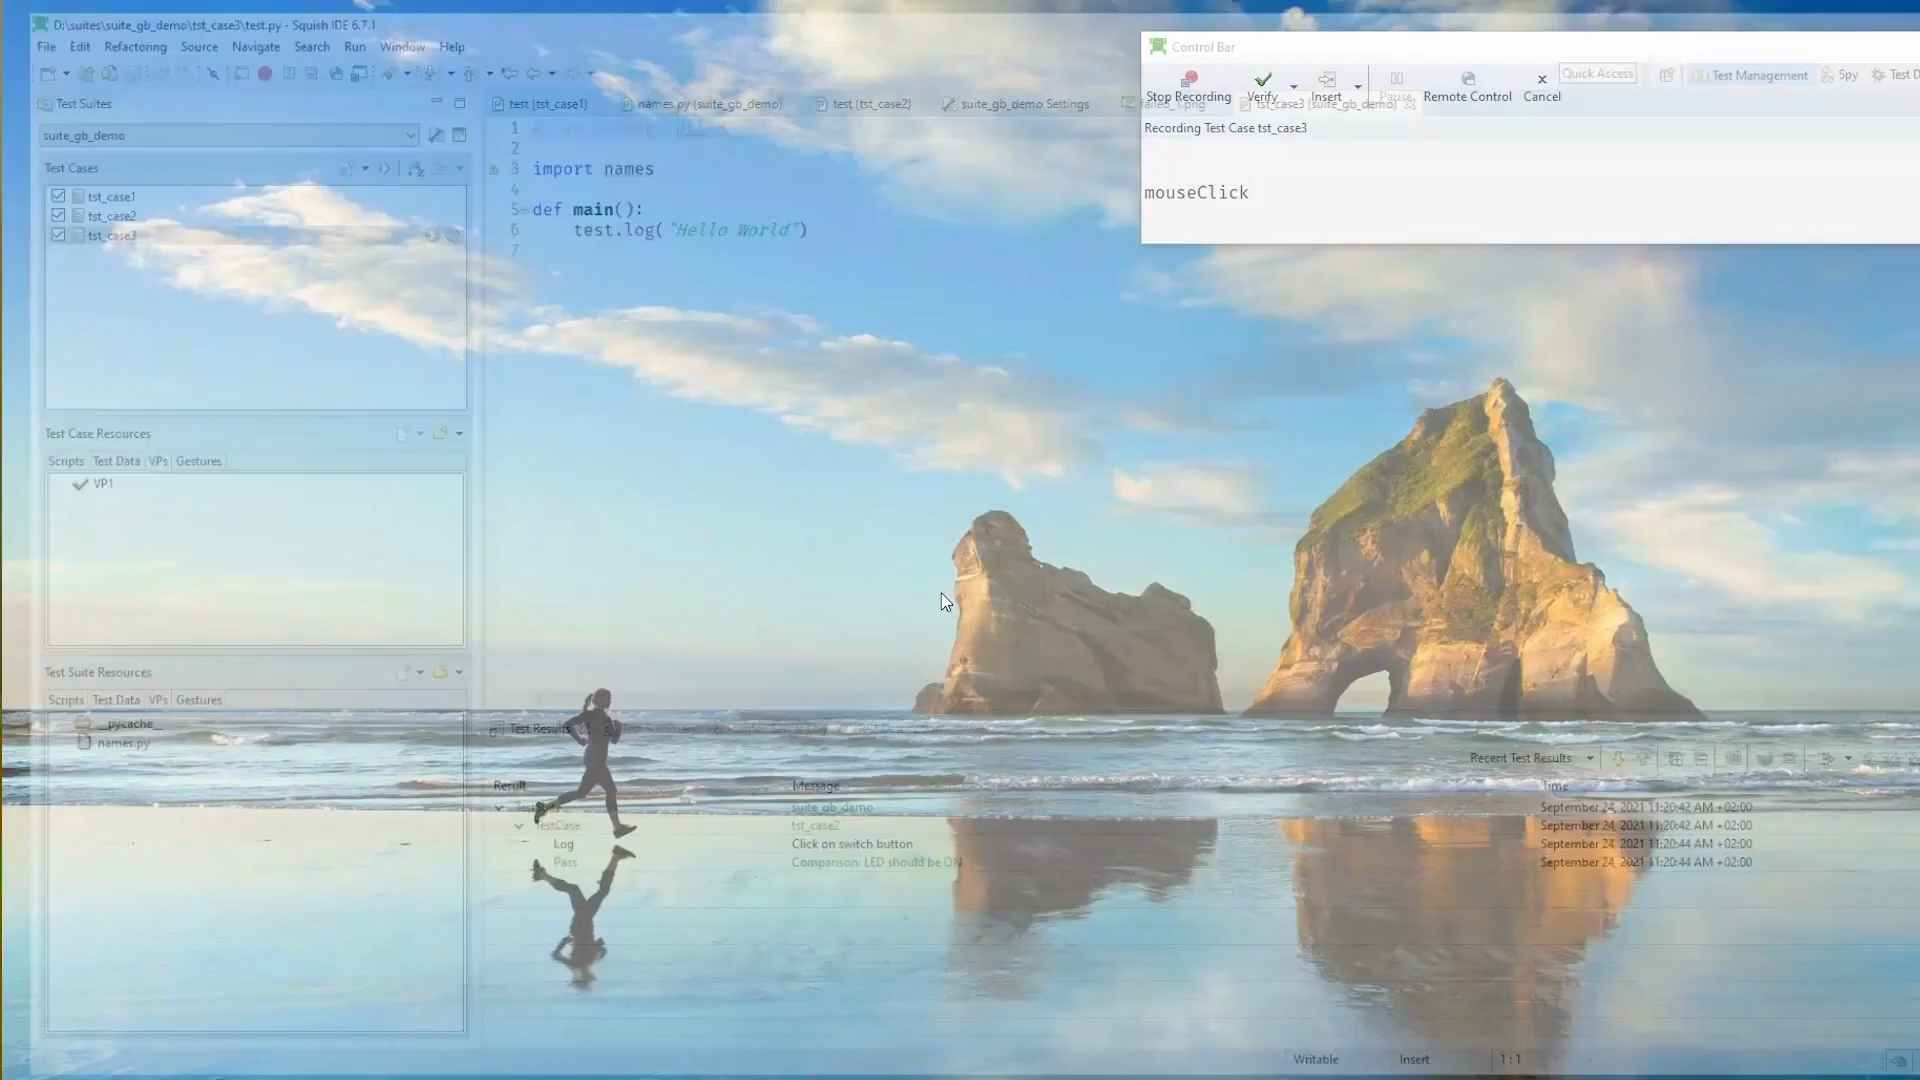 D:\suites\suite_gb_demo\tst_case3\test.py - Squish IDE 6.7.1
File Edit Refactoring Source Navigate Search Run Window Help
Test Suites
suite_gb_demo
Test Cases
tst_case1
tst_case2
tst_case3
Test Case Resources
Scripts Test Data VPs Gestures
VP1
Test Suite Resources
Scripts Test Data VPs Gestures
__pycache__
names.py
test (tst_case1) names.py (suite_gb_demo) test (tst_case2) suite_gb_demo Settings failed_1.png tst_case3 (suite_gb_demo)
1
2
3 import names
4
5 def main():
6 test.log("Hello World")
7
Control Bar
Stop Recording Verify Insert Pause Remote Control Cancel
Quick Access Test Management Spy Test D
Recording Test Case tst_case3
mouseClick
Test Results
Recent Test Results
Result Message Time
suite_gb_demo September 24, 2021 11:20:42 AM +02:00
TestCase tst_case2 September 24, 2021 11:20:42 AM +02:00
Log Click on switch button September 24, 2021 11:20:44 AM +02:00
Pass Comparison: LED should be ON September 24, 2021 11:20:44 AM +02:00
Writable Insert 1 : 1